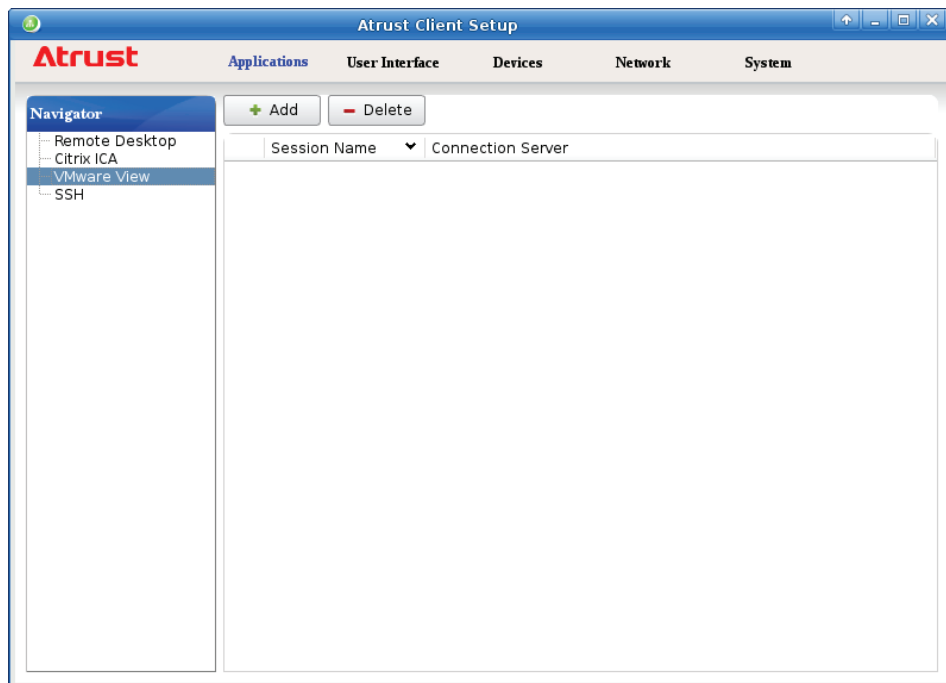 Atrust Client Setup
Atrust
Applications User Interface Devices Network System
Navigator
Remote Desktop
Citrix ICA
VMware View
SSH
Add Delete
Session Name Connection Server